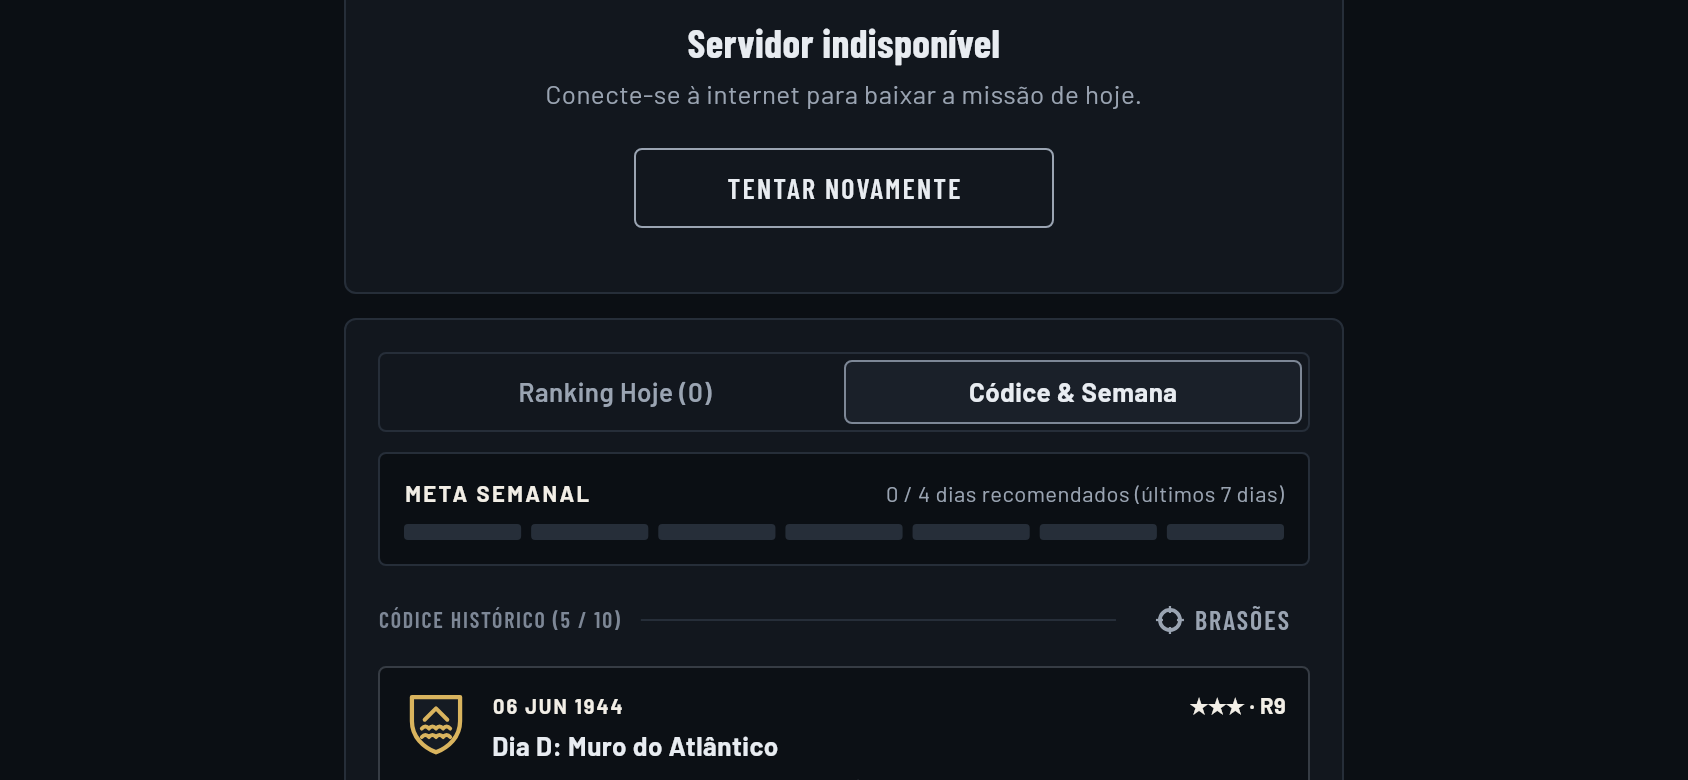 Servidor indisponível
Conecte-se à internet para baixar a missão de hoje.
TENTAR NOVAMENTE
Ranking Hoje (0)
Códice & Semana
META SEMANAL
0 / 4 dias recomendados (últimos 7 dias)
CÓDICE HISTÓRICO (5 / 10)
BRASÕES
06 JUN 1944
★★★ · R9
Dia D: Muro do Atlântico